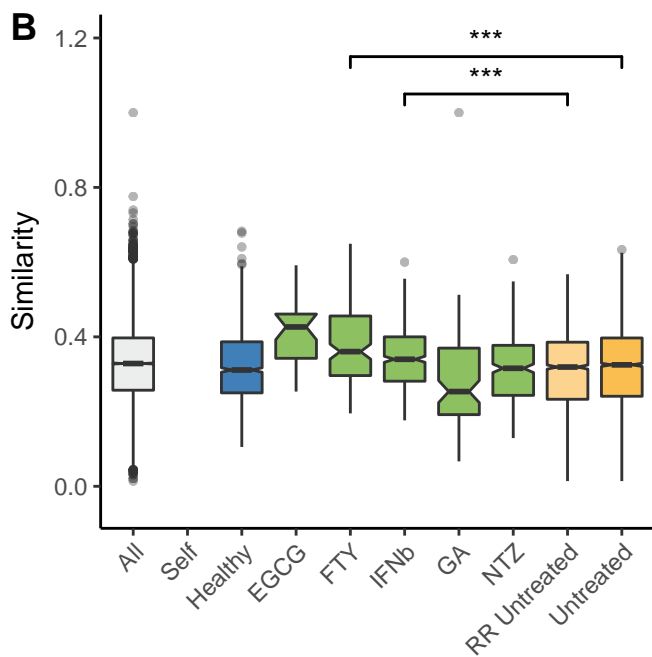 B
Similarity
1.2
0.8
0.4
0.0
***
***
All
Self
Healthy
EGCG
FTY
IFNb
GA
NTZ
RR Untreated
Untreated